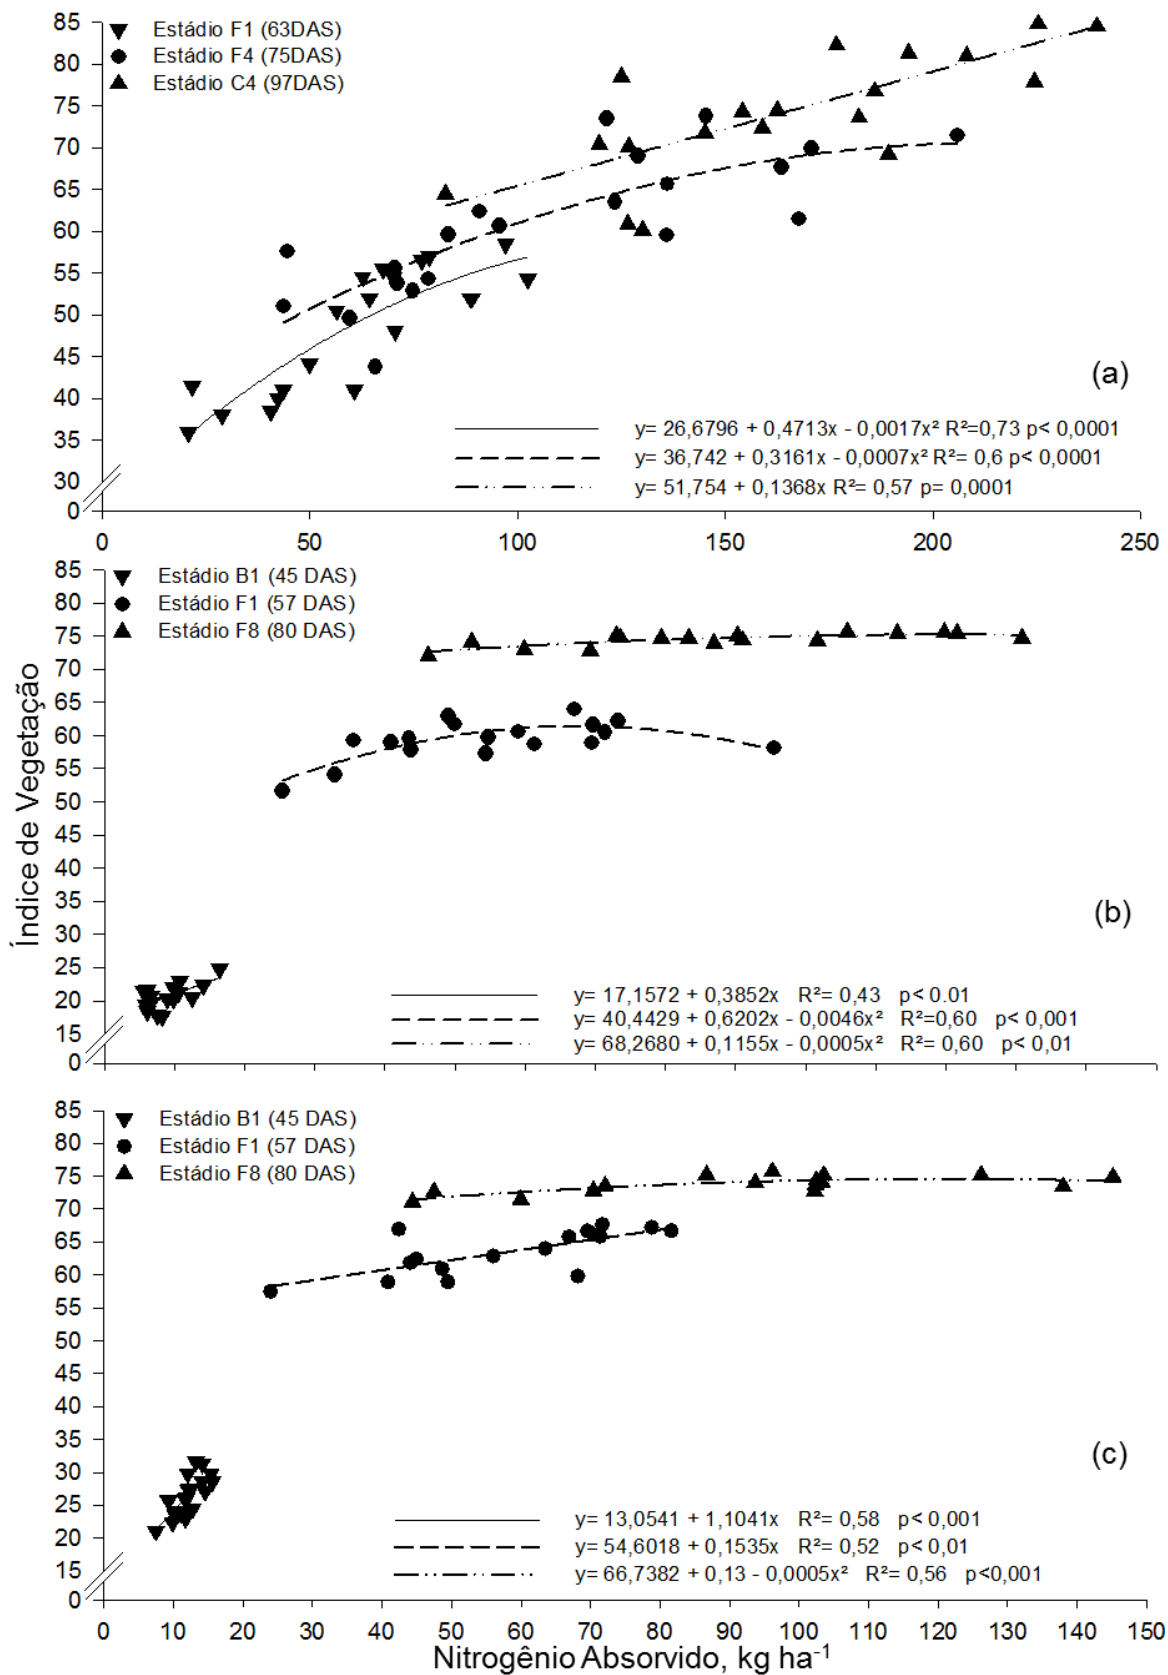 85
80
75
70
65
60
55
50
45
40
35
30
0
Estádio F1 (63DAS)
Estádio F4 (75DAS)
Estádio C4 (97DAS)
(a)
y= 26,6796 + 0,4713x - 0,0017x² R²=0,73 p< 0,0001
y= 36,742 + 0,3161x - 0,0007x² R²= 0,6 p< 0,0001
y= 51,754 + 0,1368x R²= 0,57 p= 0,0001
0 50 100 150 200 250
85
80
75
70
65
60
55
50
45
40
35
30
25
20
15
0
Estádio B1 (45 DAS)
Estádio F1 (57 DAS)
Estádio F8 (80 DAS)
Índice de Vegetação
(b)
y= 17,1572 + 0,3852x R²= 0,43 p< 0.01
y= 40,4429 + 0,6202x - 0,0046x² R²=0,60 p< 0,001
y= 68,2680 + 0,1155x - 0,0005x² R²= 0,60 p< 0,01
85
80
75
70
65
60
55
50
45
40
35
30
25
20
15
0
Estádio B1 (45 DAS)
Estádio F1 (57 DAS)
Estádio F8 (80 DAS)
(c)
y= 13,0541 + 1,1041x R²= 0,58 p< 0,001
y= 54,6018 + 0,1535x R²= 0,52 p< 0,01
y= 66,7382 + 0,13 - 0,0005x² R²= 0,56 p<0,001
0 10 20 30 40 50 60 70 80 90 100 110 120 130 140 150
Nitrogênio Absorvido, kg ha⁻¹